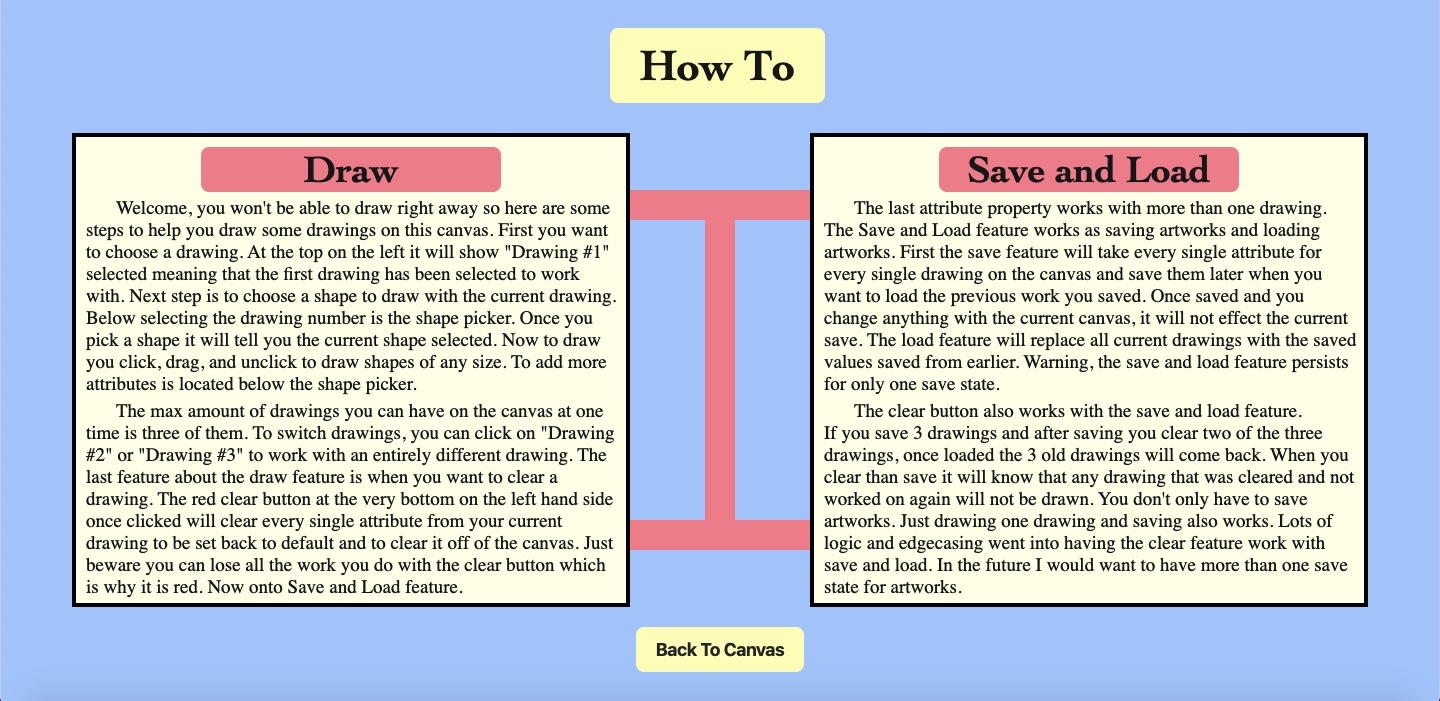 How To
Draw
Welcome, you won't be able to draw right away so here are some
steps to help you draw some drawings on this canvas. First you want
to choose a drawing. At the top on the left it will show "Drawing #1"
selected meaning that the first drawing has been selected to work
with. Next step is to choose a shape to draw with the current drawing.
Below selecting the drawing number is the shape picker. Once you
pick a shape it will tell you the current shape selected. Now to draw
you click, drag, and unclick to draw shapes of any size. To add more
attributes is located below the shape picker.
The max amount of drawings you can have on the canvas at one
time is three of them. To switch drawings, you can click on "Drawing
#2" or "Drawing #3" to work with an entirely different drawing. The
last feature about the draw feature is when you want to clear a
drawing. The red clear button at the very bottom on the left hand side
once clicked will clear every single attribute from your current
drawing to be set back to default and to clear it off of the canvas. Just
beware you can lose all the work you do with the clear button which
is why it is red. Now onto Save and Load feature.
Save and Load
The last attribute property works with more than one drawing.
The Save and Load feature works as saving artworks and loading
artworks. First the save feature will take every single attribute for
every single drawing on the canvas and save them later when you
want to load the previous work you saved. Once saved and you
change anything with the current canvas, it will not effect the current
save. The load feature will replace all current drawings with the saved
values saved from earlier. Warning, the save and load feature persists
for only one save state.
The clear button also works with the save and load feature.
If you save 3 drawings and after saving you clear two of the three
drawings, once loaded the 3 old drawings will come back. When you
clear than save it will know that any drawing that was cleared and not
worked on again will not be drawn. You don't only have to save
artworks. Just drawing one drawing and saving also works. Lots of
logic and edgecasing went into having the clear feature work with
save and load. In the future I would want to have more than one save
state for artworks.
Back To Canvas